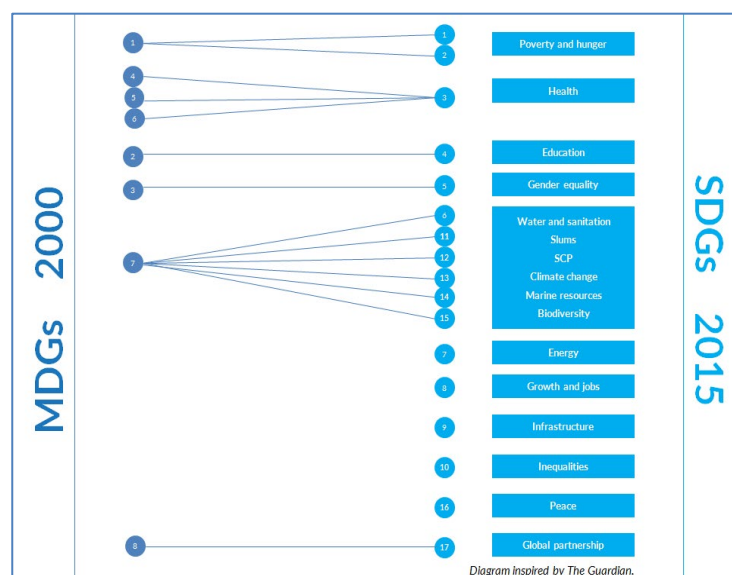 MDGs 2000
1
1
2
Poverty and hunger
4
5
6
3
Health
2
4
Education
3
5
Gender equality
7
6
11
12
13
14
15
Water and sanitation
Slums
SCP
Climate change
Marine resources
Biodiversity
7
Energy
8
Growth and jobs
9
Infrastructure
10
Inequalities
16
Peace
8
17
Global partnership
SDGs 2015
Diagram inspired by The Guardian.